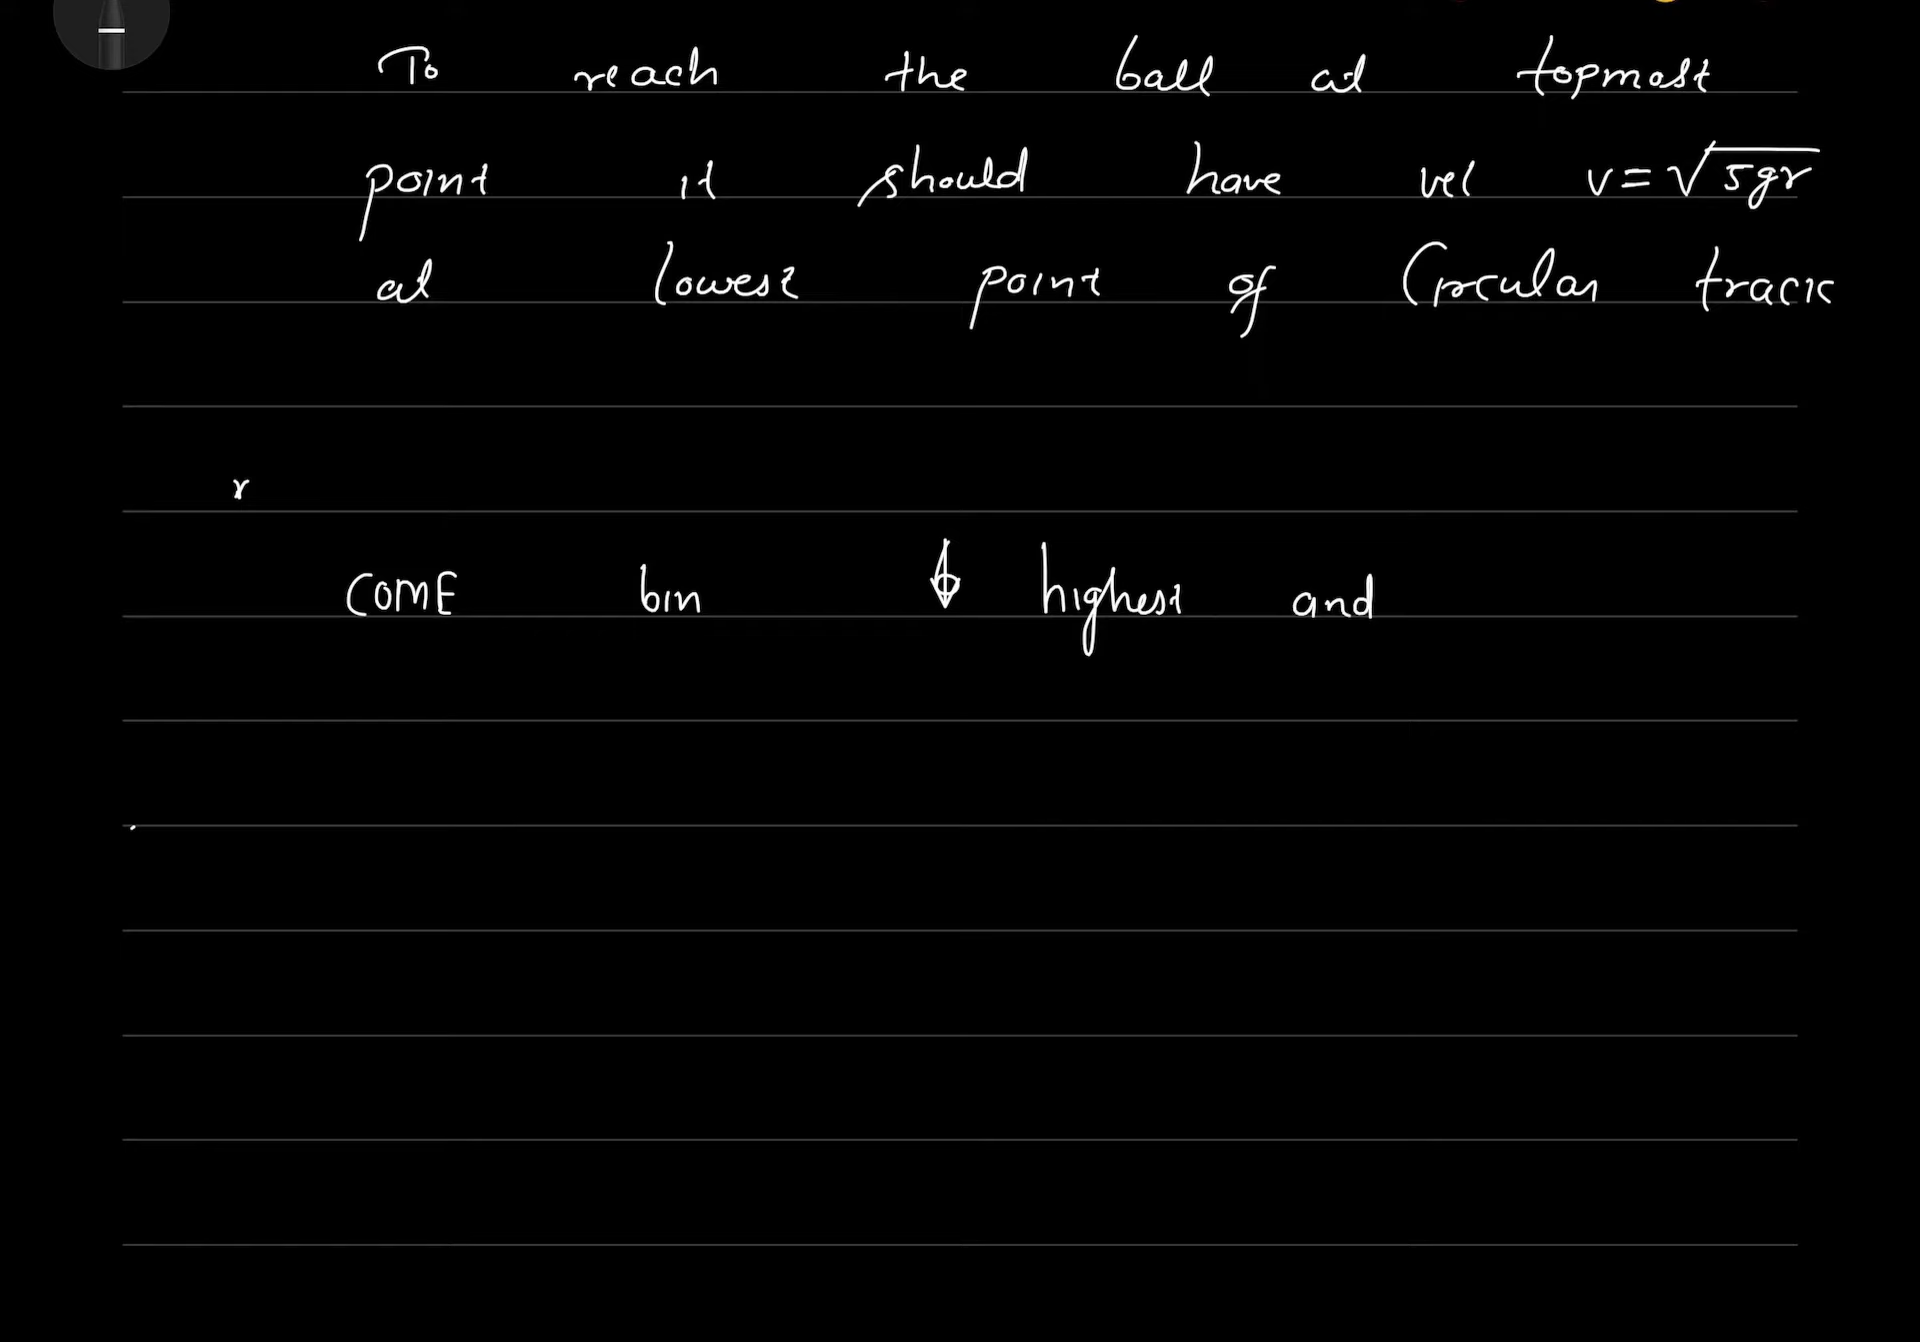 To reach the ball at topmost
point it should have vel v=√5gr
at lowest point of Circular track
r
COME bin highest and